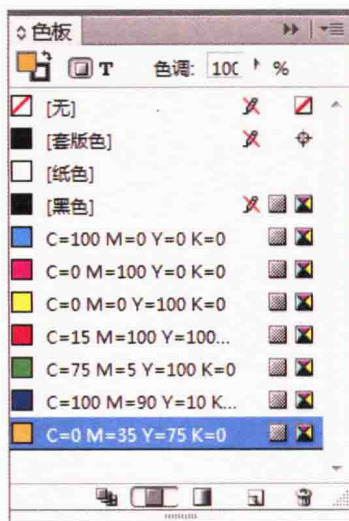 色板
T 色调: 100 %
[无]
[套版色]
[纸色]
[黑色]
C=100 M=0 Y=0 K=0
C=0 M=100 Y=0 K=0
C=0 M=0 Y=100 K=0
C=15 M=100 Y=100...
C=75 M=5 Y=100 K=0
C=100 M=90 Y=10 K...
C=0 M=35 Y=75 K=0